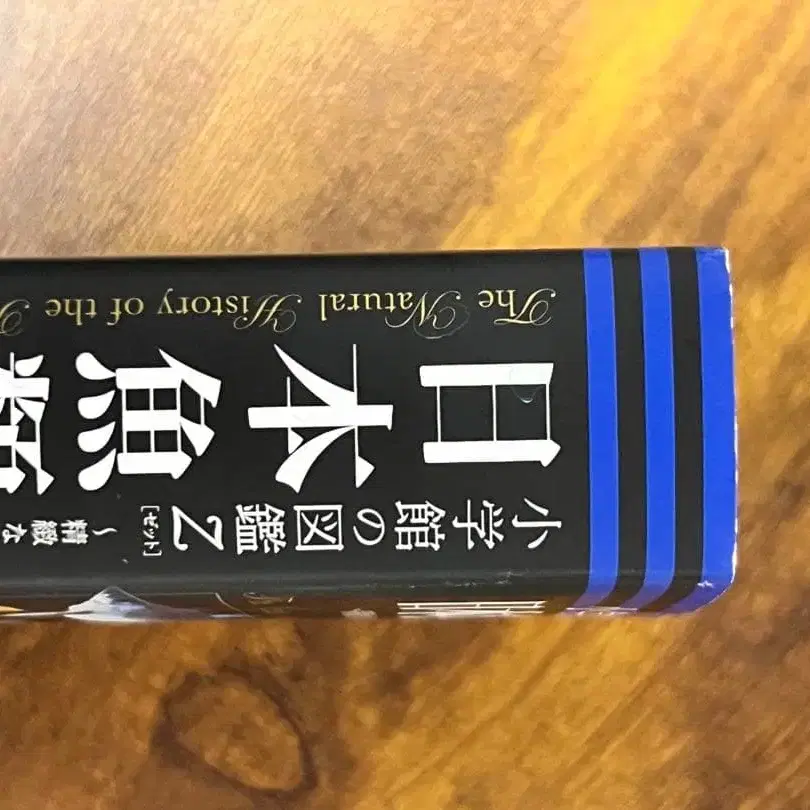 小学館の図鑑Z[ゼット] ～精緻な
日本魚類
The Natural History of the